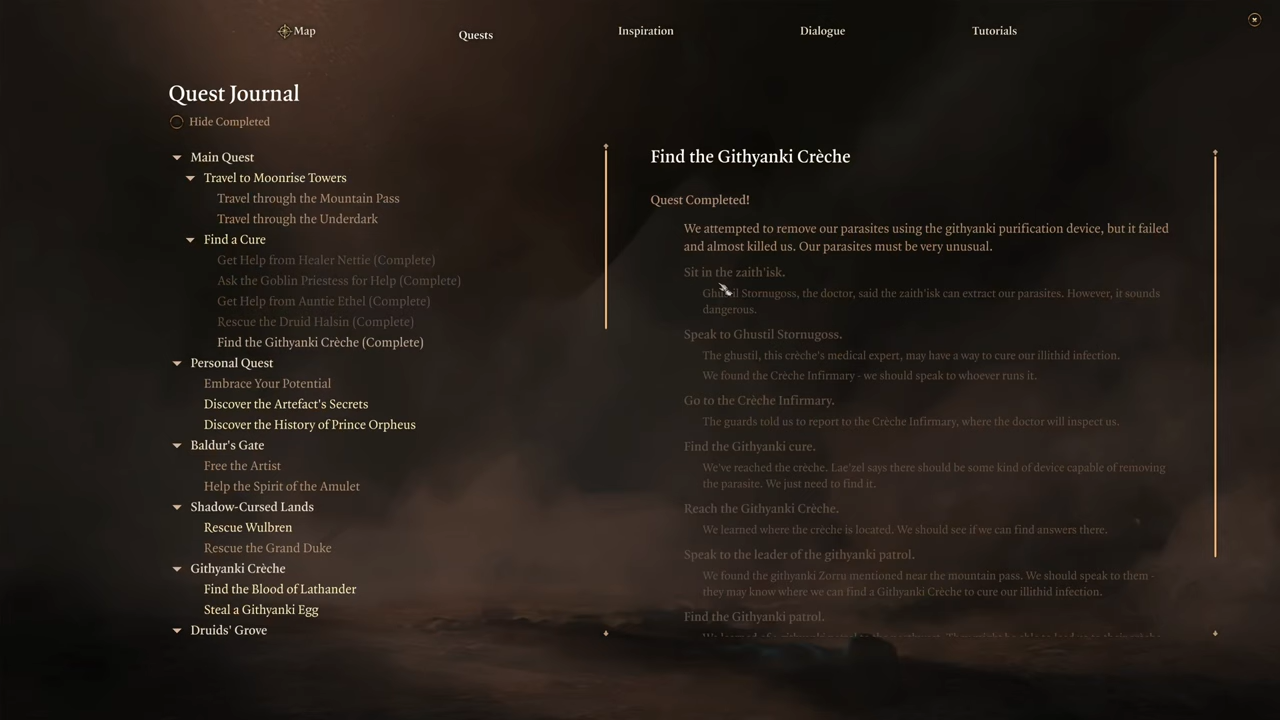 Map
Quests
Inspiration
Dialogue
Tutorials
Quest Journal
Hide Completed
Main Quest
Travel to Moonrise Towers
Travel through the Mountain Pass
Travel through the Underdark
Find a Cure
Get Help from Healer Nettie (Complete)
Ask the Goblin Priestess for Help (Complete)
Get Help from Auntie Ethel (Complete)
Rescue the Druid Halsin (Complete)
Find the Githyanki Crèche (Complete)
Personal Quest
Embrace Your Potential
Discover the Artefact's Secrets
Discover the History of Prince Orpheus
Baldur's Gate
Free the Artist
Help the Spirit of the Amulet
Shadow-Cursed Lands
Rescue Wulbren
Rescue the Grand Duke
Githyanki Crèche
Find the Blood of Lathander
Steal a Githyanki Egg
Druids' Grove
Find the Githyanki Crèche
Quest Completed!
We attempted to remove our parasites using the githyanki purification device, but it failed
and almost killed us. Our parasites must be very unusual.
Sit in the zaith'isk.
Ghustil Stornugoss, the doctor, said the zaith'isk can extract our parasites. However, it sounds
dangerous.
Speak to Ghustil Stornugoss.
The ghustil, this crèche's medical expert, may have a way to cure our illithid infection.
We found the Crèche Infirmary - we should speak to whoever runs it.
Go to the Crèche Infirmary.
The guards told us to report to the Crèche Infirmary, where the doctor will inspect us.
Find the Githyanki cure.
We've reached the crèche. Lae'zel says there should be some kind of device capable of removing
the parasite. We just need to find it.
Reach the Githyanki Crèche.
We learned where the crèche is located. We should see if we can find answers there.
Speak to the leader of the githyanki patrol.
We found the githyanki Zorru mentioned near the mountain pass. We should speak to them -
they may know where we can find a Githyanki Crèche to cure our illithid infection.
Find the Githyanki patrol.